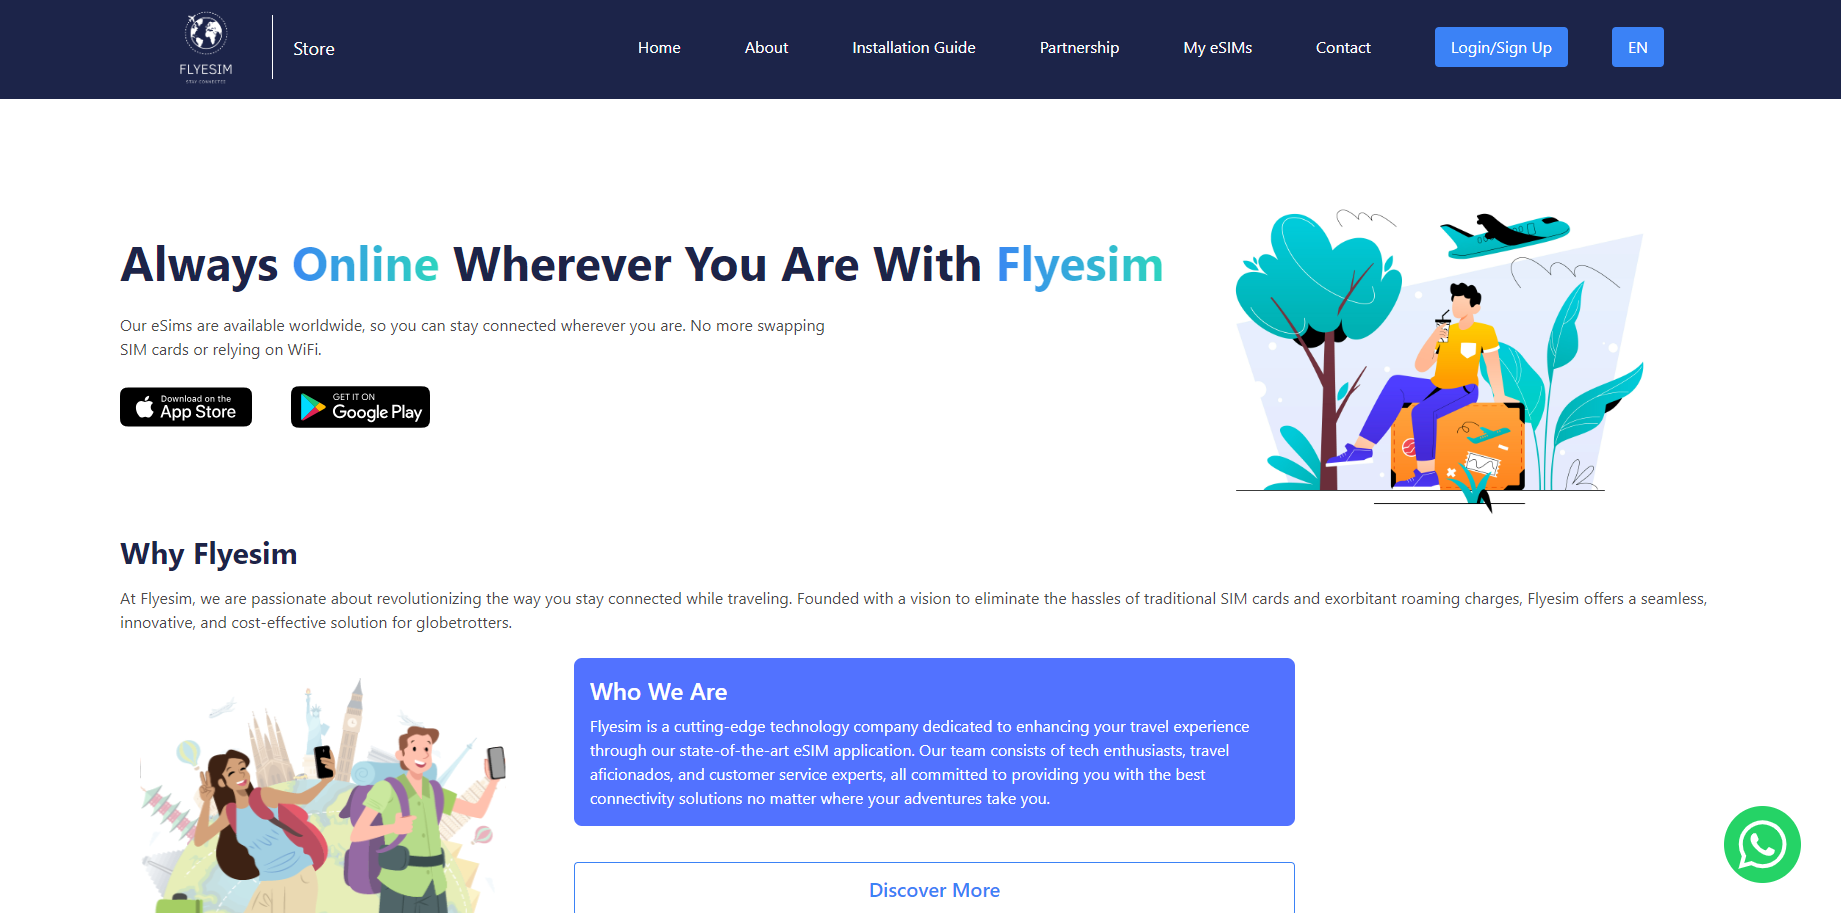 FLYESIM
STAY CONNECTED
Store
Home
About
Installation Guide
Partnership
My eSIMs
Contact
Login/Sign Up
EN
Always Online Wherever You Are With Flyesim
Our eSims are available worldwide, so you can stay connected wherever you are. No more swapping
SIM cards or relying on WiFi.
Download on the
App Store
GET IT ON
Google Play
Why Flyesim
At Flyesim, we are passionate about revolutionizing the way you stay connected while traveling. Founded with a vision to eliminate the hassles of traditional SIM cards and exorbitant roaming charges, Flyesim offers a seamless,
innovative, and cost-effective solution for globetrotters.
Who We Are
Flyesim is a cutting-edge technology company dedicated to enhancing your travel experience
through our state-of-the-art eSIM application. Our team consists of tech enthusiasts, travel
aficionados, and customer service experts, all committed to providing you with the best
connectivity solutions no matter where your adventures take you.
Discover More